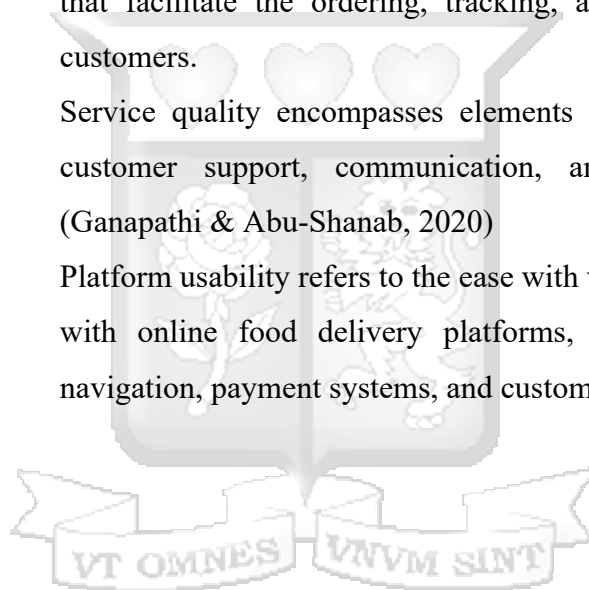 that facilitate the ordering, tracking, a
customers.
Service quality encompasses elements
customer support, communication, an
(Ganapathi & Abu-Shanab, 2020)
Platform usability refers to the ease with
with online food delivery platforms,
navigation, payment systems, and custom
VT OMNES VNVM SINT